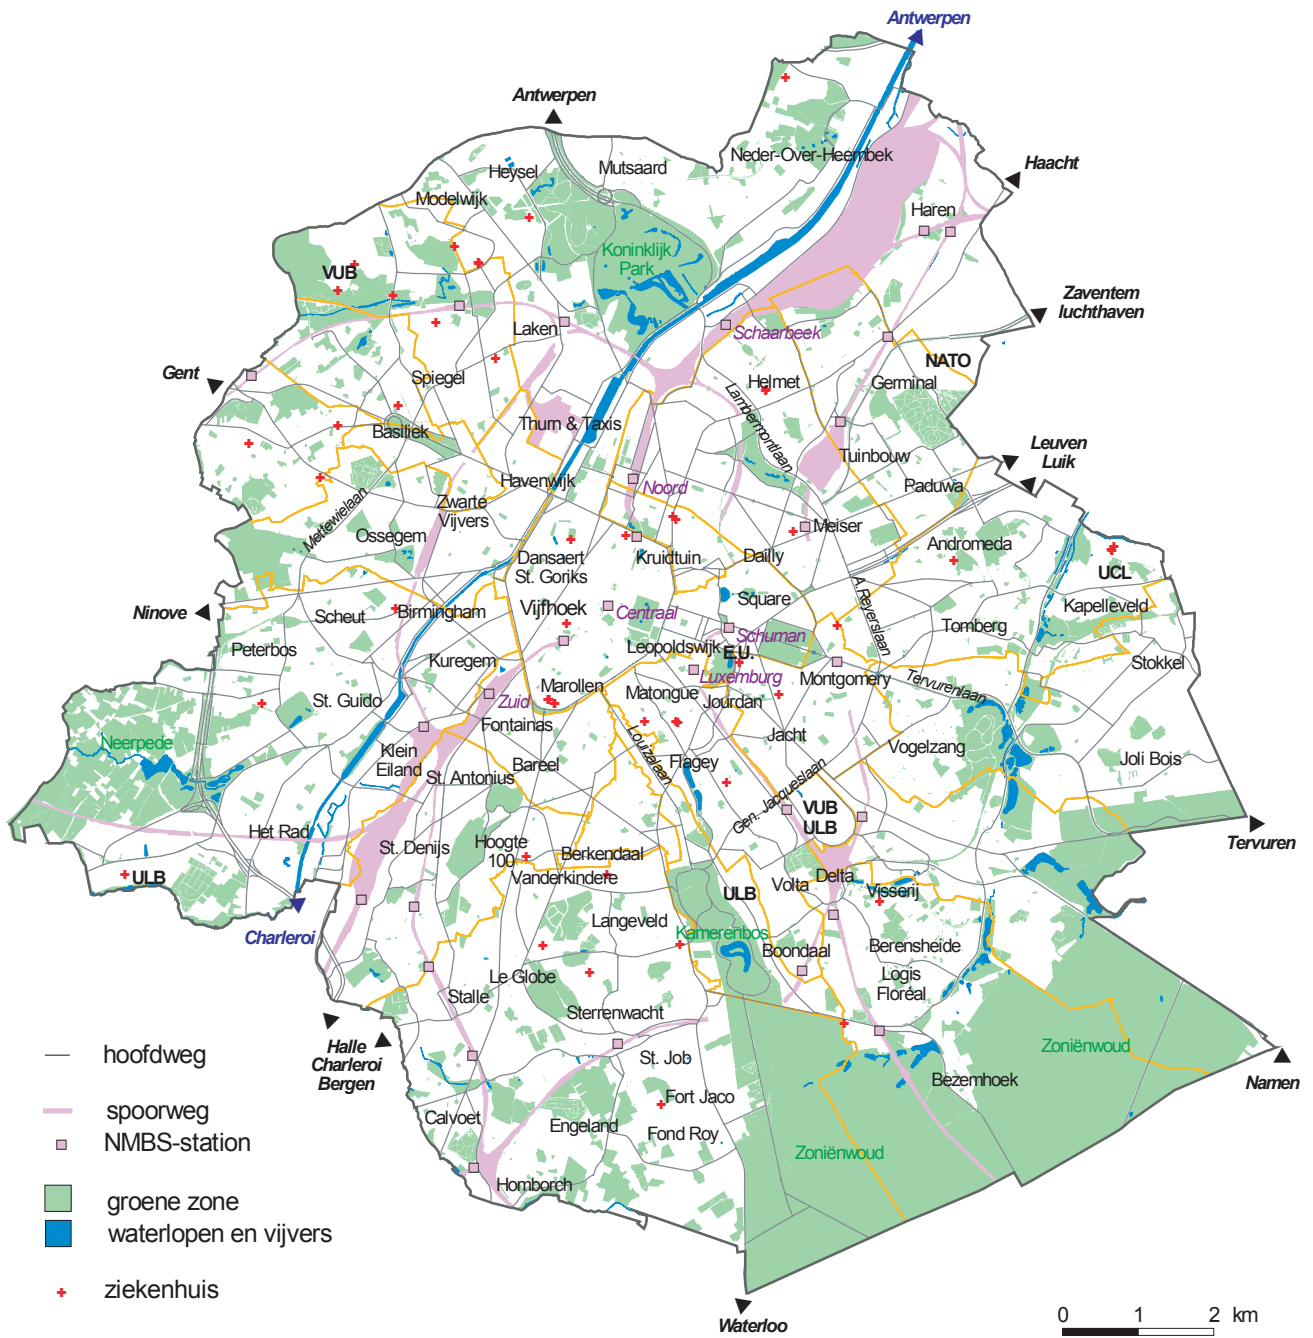 Antwerpen
Antwerpen
Neder-Over-Heembek
Mutsaard
Heysel
Haacht
Modelwijk
Haren
Koninklijk
Park
VUB
Zaventem
luchthaven
Laken
Schaarbeek
NATO
Gent
Spiegel
Helmet
Germinal
Lambermontlaan
Thurn & Taxis
Basiliek
Leuven
Luik
Tuinbouw
Havenwijk
Noord
Raduwa
Zwarte
Vijvers
Mettewielaan
Meiser
Ossegem
Andromeda
Dansaert
St. Goriks
Kruidtuin
Dailly
UCL
A.Reyerslaan
Square
Kapelleveld
Ninove
Scheut
Birmingham
Vijfhoek
Centraal
Schuman
Tomberg
Peterbos
Leopoldswijk
E.U.
Kuregem
Stokkel
Luxemburg
Montgomery
Tervurenlaan
Marollen
Matongue
Jourdan
St. Guido
Zuid
Fontainas
Louizalaan
Jacht
Neerpede
Klein
Eiland
Vogelzang
Bareel
Flagey
Joli Bois
St. Antonius
Gen. Jacqueslaan
VUB
ULB
Het Rad
Hoogte
100
St. Denijs
Berkendaal
Tervuren
ULB
Vanderkindere
Volta
Delta
Visserij
ULB
Langeveld
Kamerenbos
Charleroi
Boondaal
Berensheide
Le Globe
Logis
Floréal
Stalle
Sterrenwacht
Halle
Charleroi
Bergen
St. Job
Zoniënwoud
Namen
Bezemhoek
Fort Jaco
Calvoet
Engeland
Fond Roy
Zoniënwoud
Homborch
Waterloo
hoofdweg
spoorweg
NMBS-station
groene zone
waterlopen en vijvers
ziekenhuis
0 1 2 km